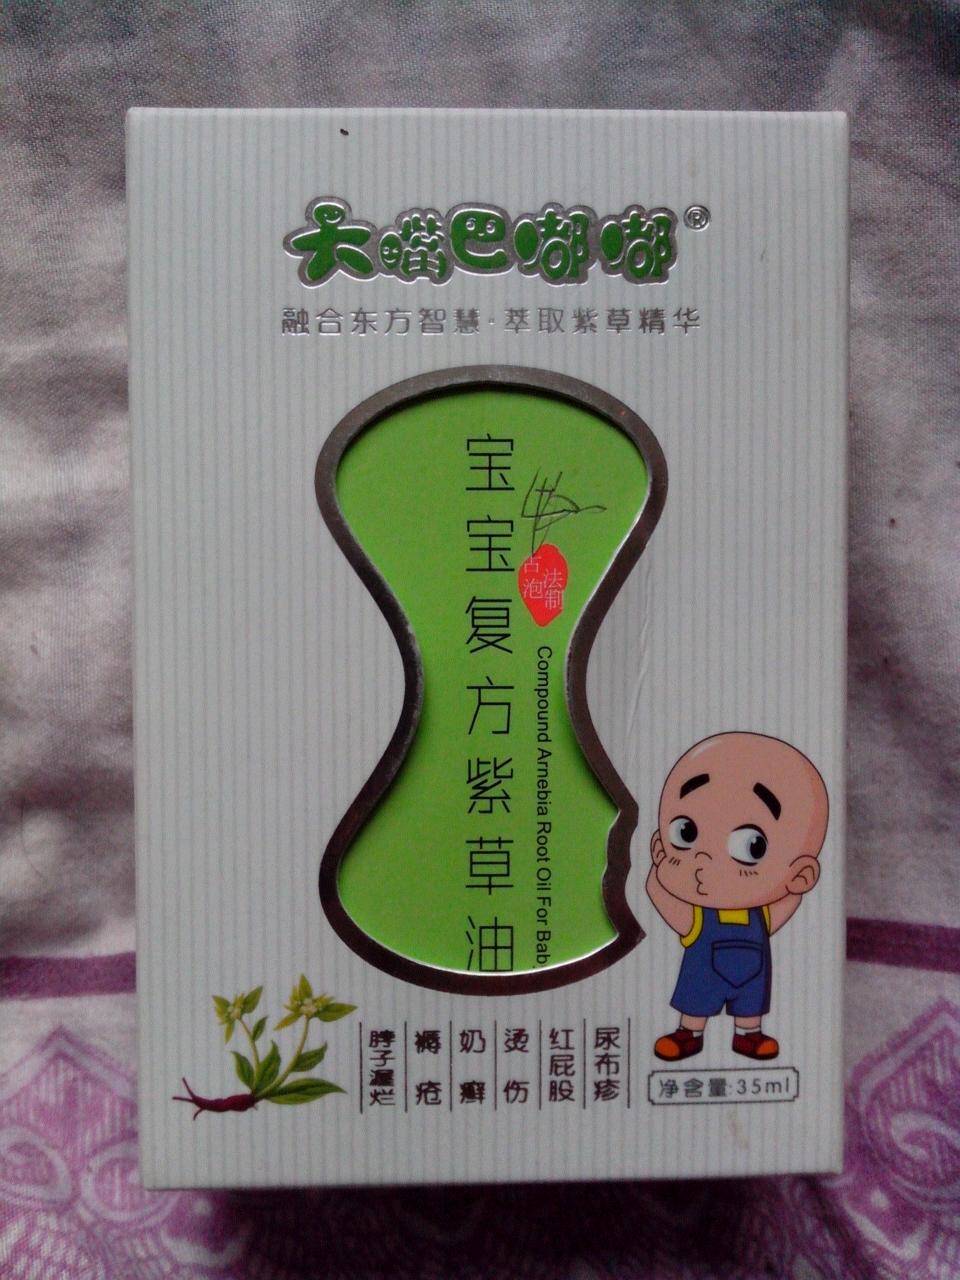 大嘴巴嘟嘟®
融合东方智慧·萃取紫草精华
宝宝复方紫草油
古法
泡制
Compound Arnebia Root Oil For Bab
尿布疹
红屁股
烫伤
奶癣
褥疮
脖子渥烂
净含量:35ml